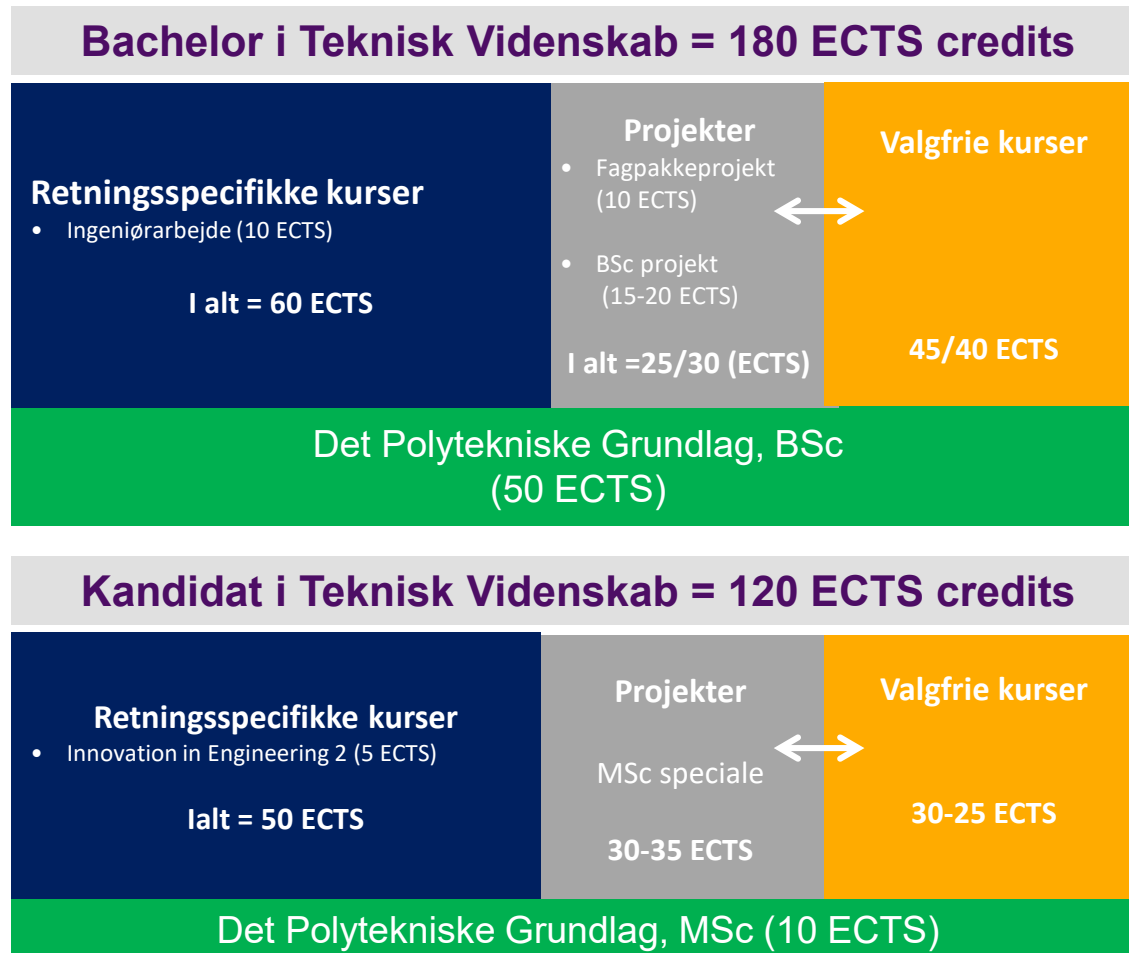 Bachelor i Teknisk Videnskab = 180 ECTS credits
Retningsspecifikke kurser
• Ingeniørarbejde (10 ECTS)
I alt = 60 ECTS
Projekter
• Fagpakkeprojekt
(10 ECTS)
• BSc projekt
(15-20 ECTS)
I alt =25/30 (ECTS)
Valgfrie kurser
45/40 ECTS
Det Polytekniske Grundlag, BSc
(50 ECTS)
Kandidat i Teknisk Videnskab = 120 ECTS credits
Retningsspecifikke kurser
• Innovation in Engineering 2 (5 ECTS)
Ialt = 50 ECTS
Projekter
MSc speciale
30-35 ECTS
Valgfrie kurser
30-25 ECTS
Det Polytekniske Grundlag, MSc (10 ECTS)